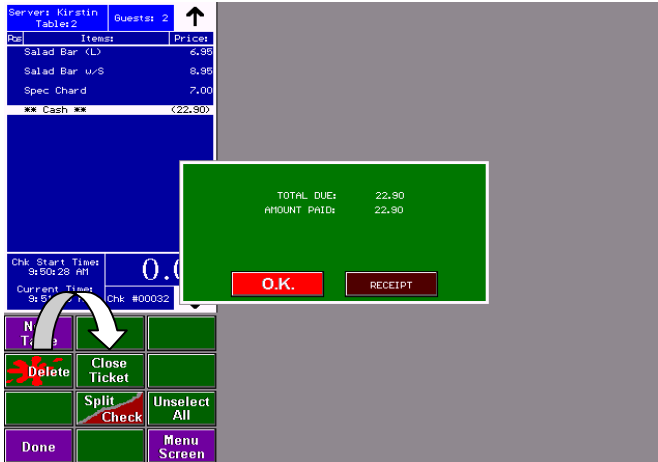 Server: Kirstin
Table:2
Guests: 2
Pos Items: Price:
Salad Bar (L) 6.95
Salad Bar w/S 8.95
Spec Chard 7.00
** Cash ** (22.90)
TOTAL DUE: 22.90
AMOUNT PAID: 22.90
O.K. RECEIPT
Chk Start Time:
9:50:28 AM
Current Time:
Chk #00032
Delete
Close
Ticket
Split
Check
Unselect
All
Done
Menu
Screen